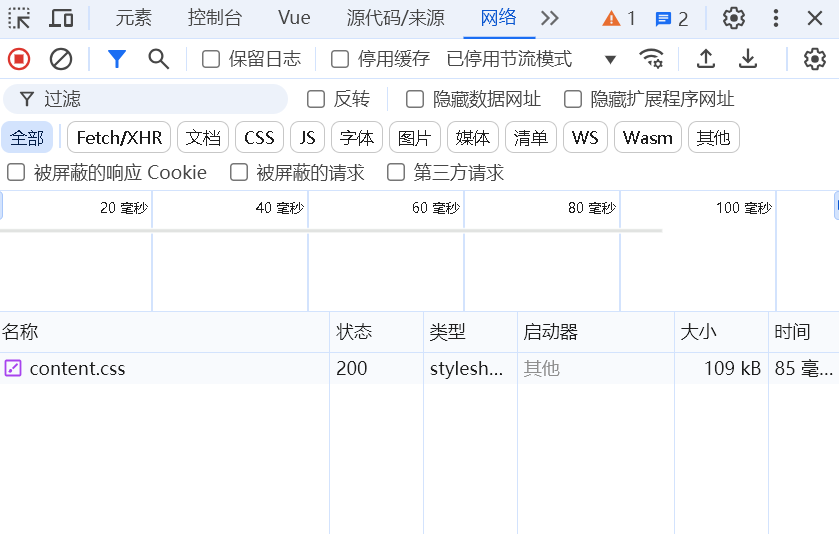 元素 控制台 Vue 源代码/来源 网络 1 2
保留日志 停用缓存 已停用节流模式
过滤 反转 隐藏数据网址 隐藏扩展程序网址
全部 Fetch/XHR 文档 CSS JS 字体 图片 媒体 清单 WS Wasm 其他
被屏蔽的响应 Cookie 被屏蔽的请求 第三方请求
20 毫秒 40 毫秒 60 毫秒 80 毫秒 100 毫秒
名称 状态 类型 启动器 大小 时间
content.css 200 stylesh... 其他 109 kB 85 毫...